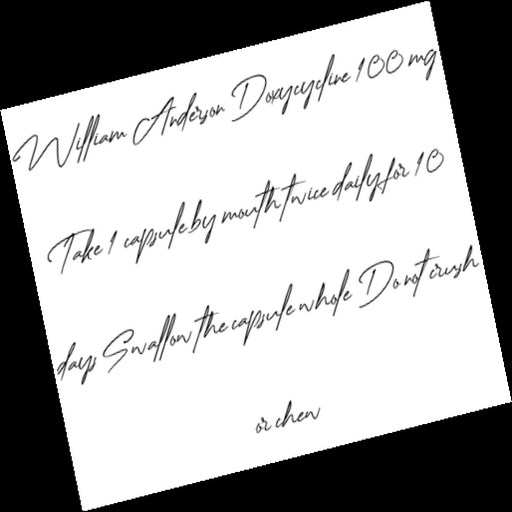 William Anderson Doxycycline 100 mg
Take 1 capsule by mouth twice daily for 10
days Swallow the capsule whole Do not crush
or chew